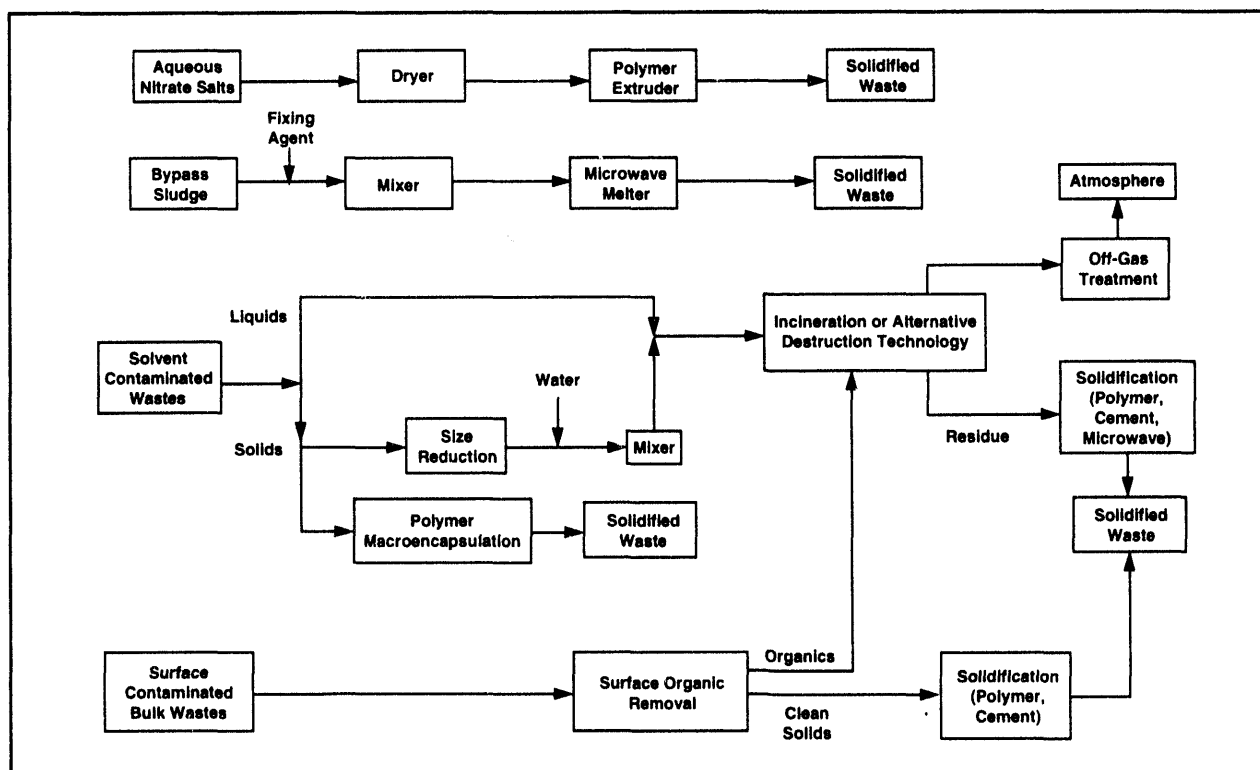 Aqueous
Nitrate Salts
Dryer
Polymer
Extruder
Solidified
Waste
Fixing
Agent
Bypass
Sludge
Mixer
Microwave
Melter
Solidified
Waste
Atmosphere
Off-Gas
Treatment
Liquids
Incineration or Alternative
Destruction Technology
Solvent
Contaminated
Wastes
Water
Solidification
(Polymer,
Cement,
Microwave)
Solids
Size
Reduction
Mixer
Residue
Polymer
Macroencapsulation
Solidified
Waste
Solidified
Waste
Surface
Contaminated
Bulk Wastes
Surface Organic
Removal
Organics
Clean
Solids
Solidification
(Polymer,
Cement)